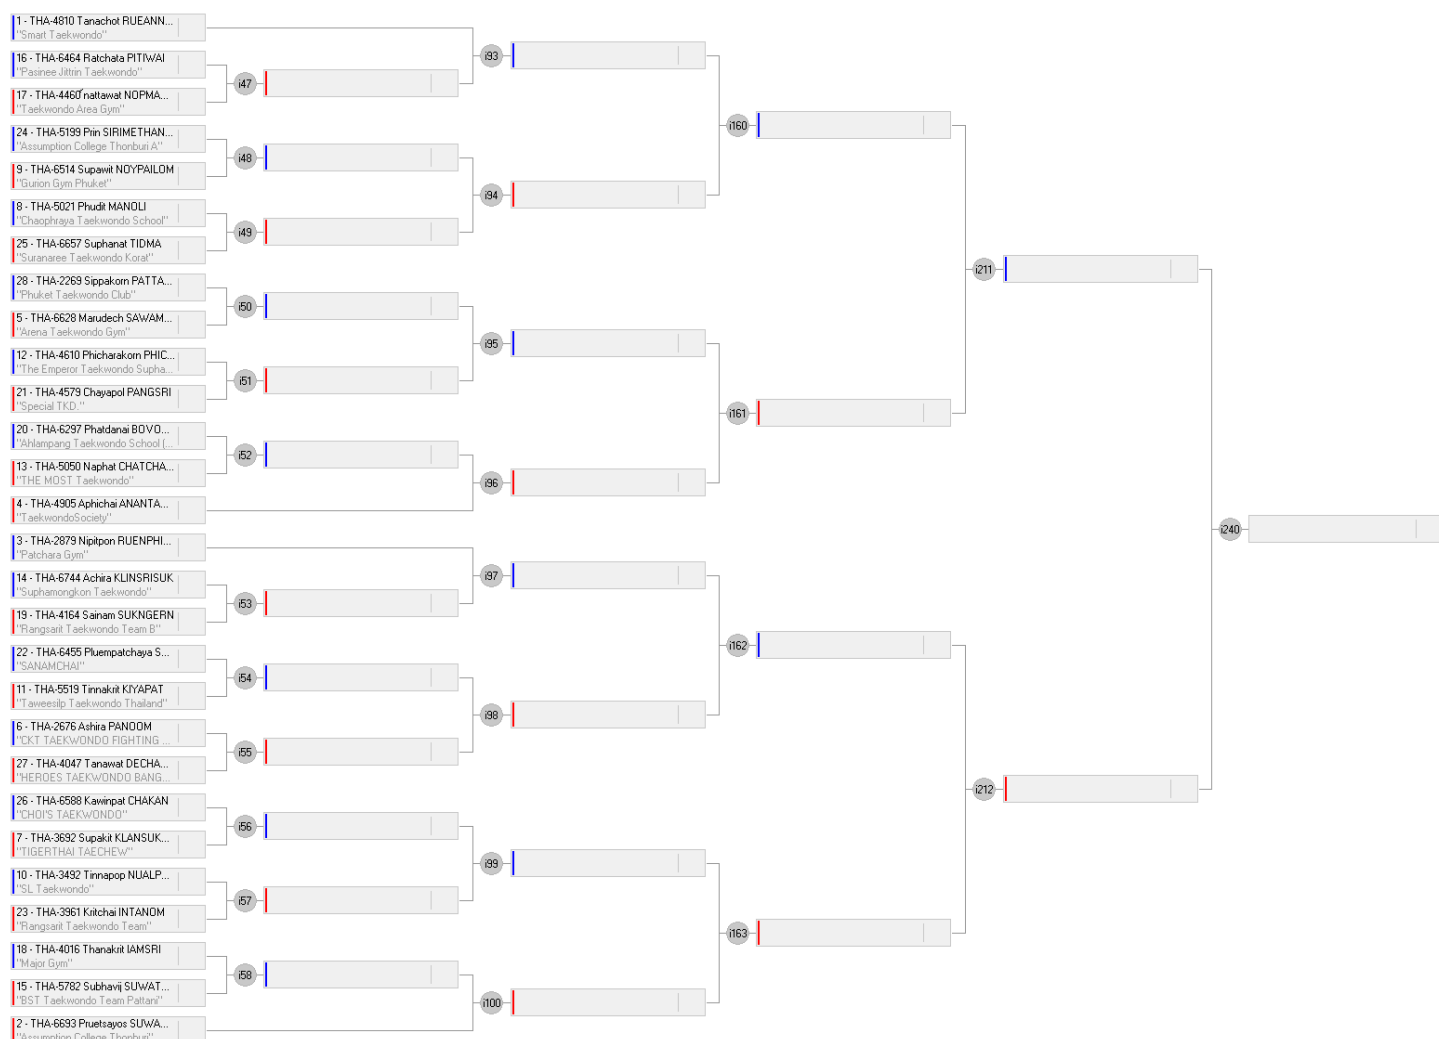 1 - THA-4810 Tanachot RUEANN...
"Smart Taekwondo"
16 - THA-6464 Ratchata PITIWAI
"Pasinee Jittrin Taekwondo"
17 - THA-4460 nattawat NOPMA...
"Taekwondo Area Gym"
24 - THA-5199 Prin SIRIMETHAN...
"Assumption College Thonburi A"
9 - THA-6514 Supawit NOYPAILOM
"Gurion Gym Phuket"
8 - THA-5021 Phudit MANOLI
"Chaophraya Taekwondo School"
25 - THA-6657 Suphanat TIDMA
"Suranaree Taekwondo Korat"
28 - THA-2269 Sippakorn PATTA...
"Phuket Taekwondo Club"
5 - THA-6628 Marudech SAWAM...
"Arena Taekwondo Gym"
12 - THA-4610 Phicharakorn PHIC...
"The Emperor Taekwondo Supha...
21 - THA-4579 Chayapol PANGSRI
"Special TKD."
20 - THA-6297 Phatdanai BOVO...
"Ahlampang Taekwondo School (...
13 - THA-5050 Naphat CHATCHA...
"THE MOST Taekwondo"
4 - THA-4905 Aphichai ANANTA...
"TaekwondoSociety"
3 - THA-2879 Nipitpon RUENPHI...
"Patchara Gym"
14 - THA-6744 Achira KLINSRISUK
"Suphamongkon Taekwondo"
19 - THA-4164 Sainam SUKNGERN
"Rangsarit Taekwondo Team B"
22 - THA-6455 Pluempatchaya S...
"SANAMCHAI"
11 - THA-5519 Tinnakrit KIYAPAT
"Taweesilp Taekwondo Thailand"
6 - THA-2676 Ashira PANOOM
"CKT TAEKWONDO FIGHTING ...
27 - THA-4047 Tanawat DECHA...
"HEROES TAEKWONDO BANG...
26 - THA-6588 Kawinpat CHAKAN
"CHOI'S TAEKWONDO"
7 - THA-3692 Supakit KLANSUK...
"TIGERTHAI TAECHEW"
10 - THA-3492 Tinnapop NUALP...
"SL Taekwondo"
23 - THA-3961 Kritchai INTANOM
"Rangsarit Taekwondo Team"
18 - THA-4016 Thanakrit IAMSRI
"Major Gym"
15 - THA-5782 Subhavij SUWAT...
"BST Taekwondo Team Pattani"
2 - THA-6693 Pruetsayos SUWA...
"Assumption College Thonburi"
i47
i48
i49
i50
i51
i52
i53
i54
i55
i56
i57
i58
i93
i94
i95
i96
i97
i98
i99
i100
i160
i161
i162
i163
i211
i212
i240